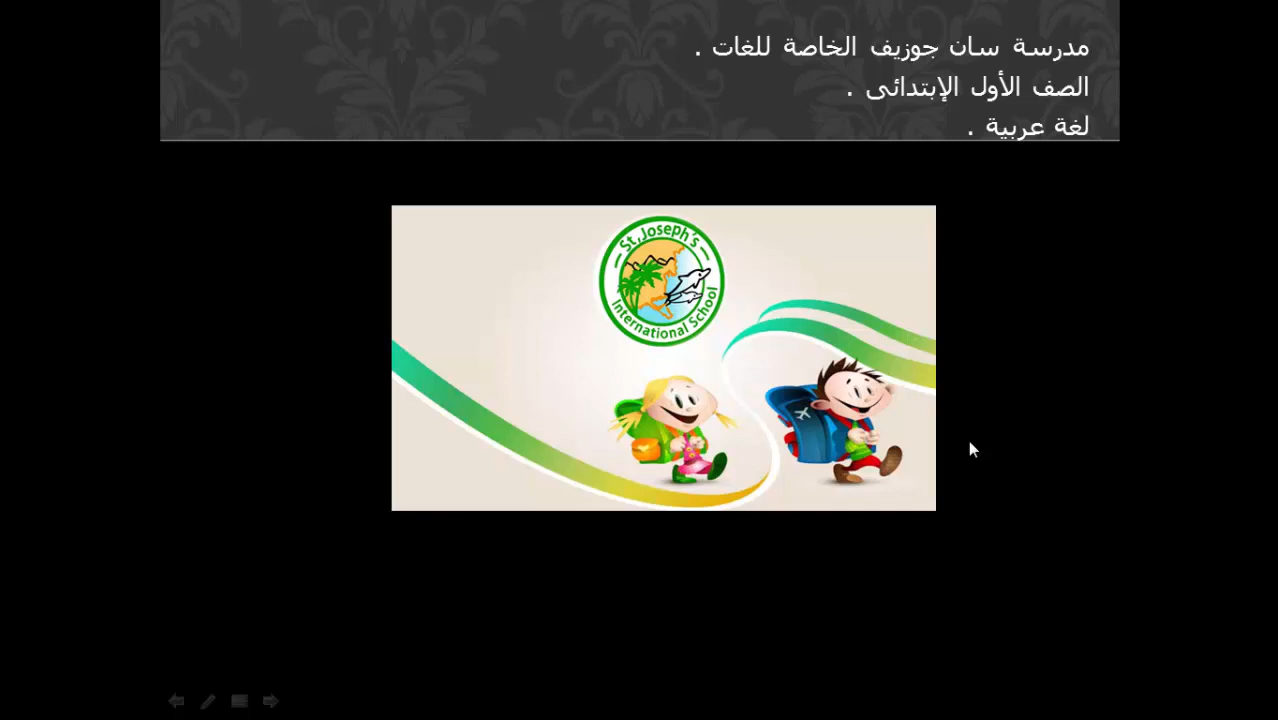 مدرسة سان جوزيف الخاصة للغات .
الصف الأول الإبتدائى .
لغة عربية .
St.Joseph's
International School